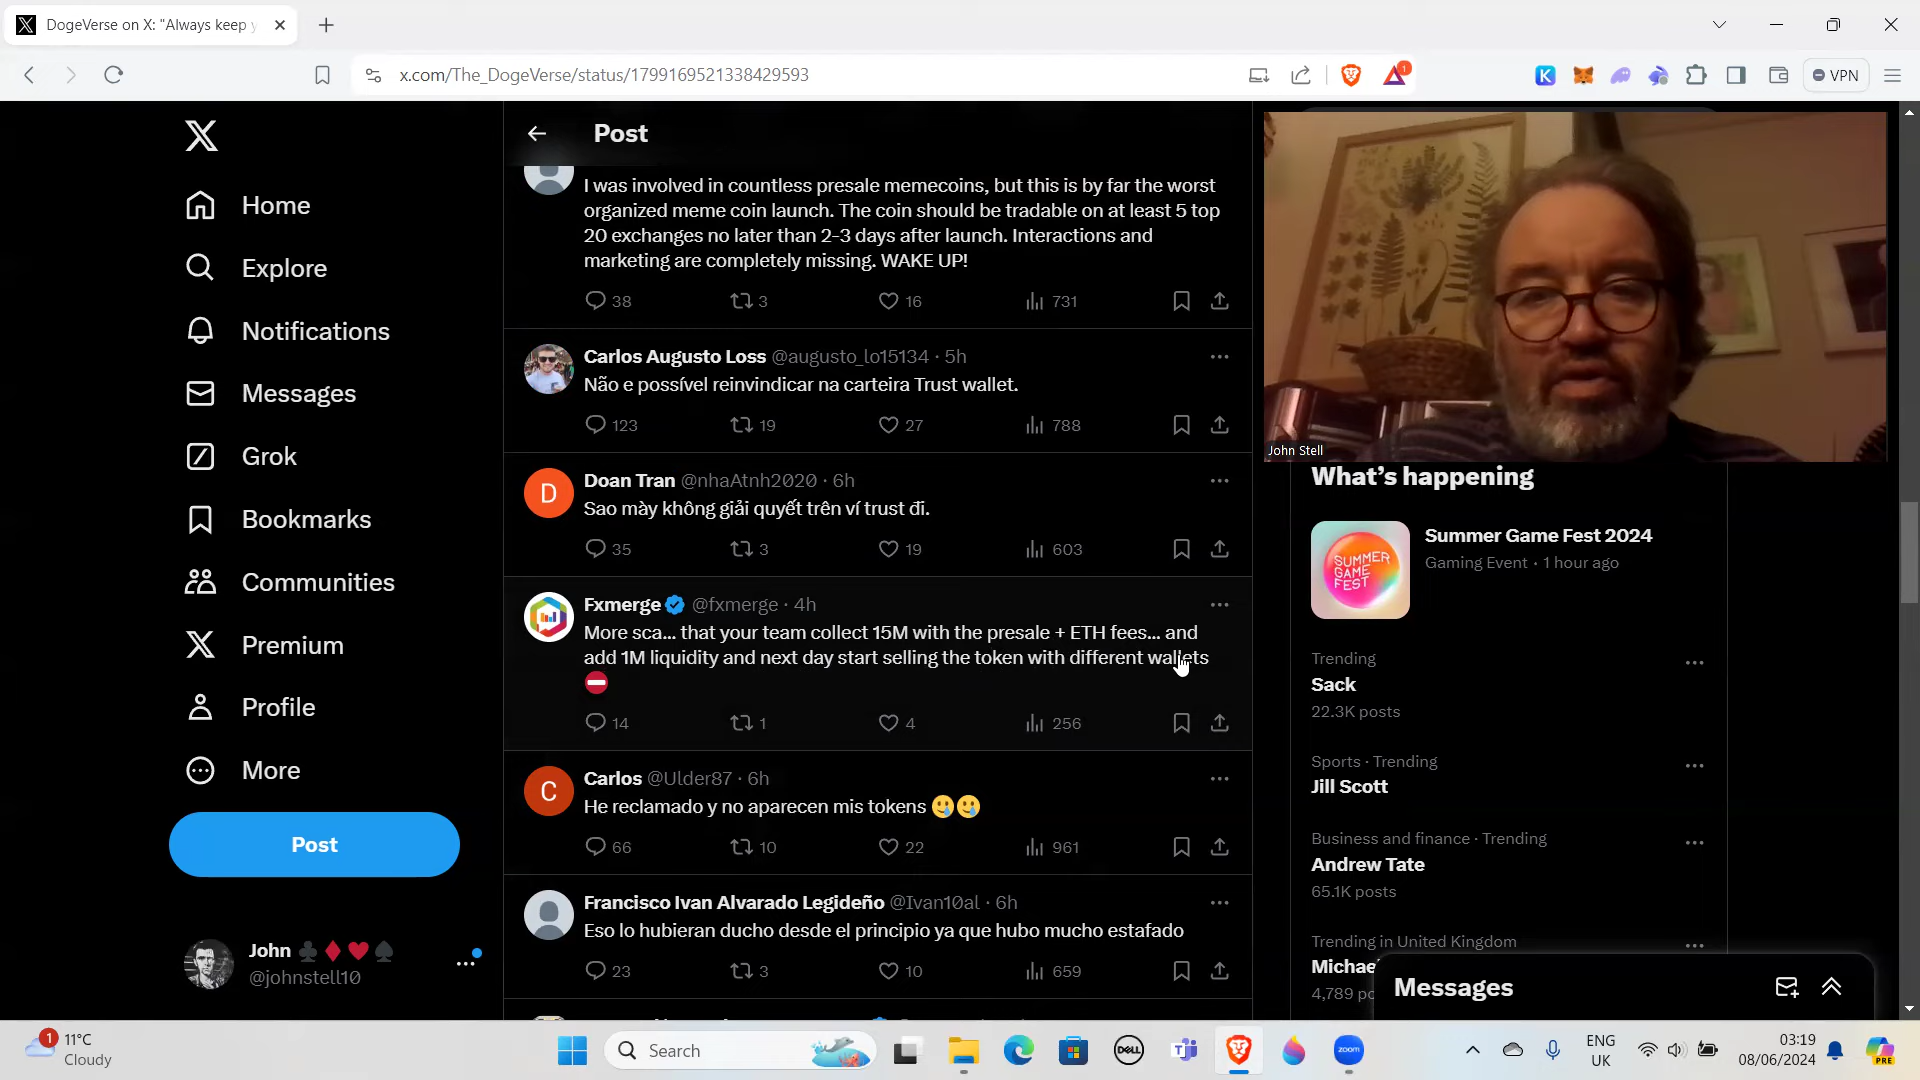 DogeVerse on X: "Always keep y
x.com/The_DogeVerse/status/1799169521338429593
1
VPN
Post
Home
Explore
Notifications
Messages
Grok
Bookmarks
Communities
Premium
Profile
More
Post
John
@johnstell10
I was involved in countless presale memecoins, but this is by far the worst
organized meme coin launch. The coin should be tradable on at least 5 top
20 exchanges no later than 2-3 days after launch. Interactions and
marketing are completely missing. WAKE UP!
38 3 16 731
Carlos Augusto Loss @augusto_lo15134 · 5h
Não e possível reinvindicar na carteira Trust wallet.
123 19 27 788
Doan Tran @nhaAtnh2020 · 6h
Sao mày không giải quyết trên ví trust đi.
35 3 19 603
Fxmerge @fxmerge · 4h
More sca... that your team collect 15M with the presale + ETH fees... and
add 1M liquidity and next day start selling the token with different wallets
14 1 4 256
Carlos @Ulder87 · 6h
He reclamado y no aparecen mis tokens
66 10 22 961
Francisco Ivan Alvarado Legideño @Ivan10al · 6h
Eso lo hubieran ducho desde el principio ya que hubo mucho estafado
23 3 10 659
D
C
John Stell
What's happening
SUMMER
GAME
FEST
Summer Game Fest 2024
Gaming Event · 1 hour ago
Trending
Sack
22.3K posts
Sports · Trending
Jill Scott
Business and finance · Trending
Andrew Tate
65.1K posts
Trending in United Kingdom
Michae
4,789 po
Messages
1
11°C
Cloudy
Search
DELL
zoom
ENG
UK
03:19
08/06/2024
PRE